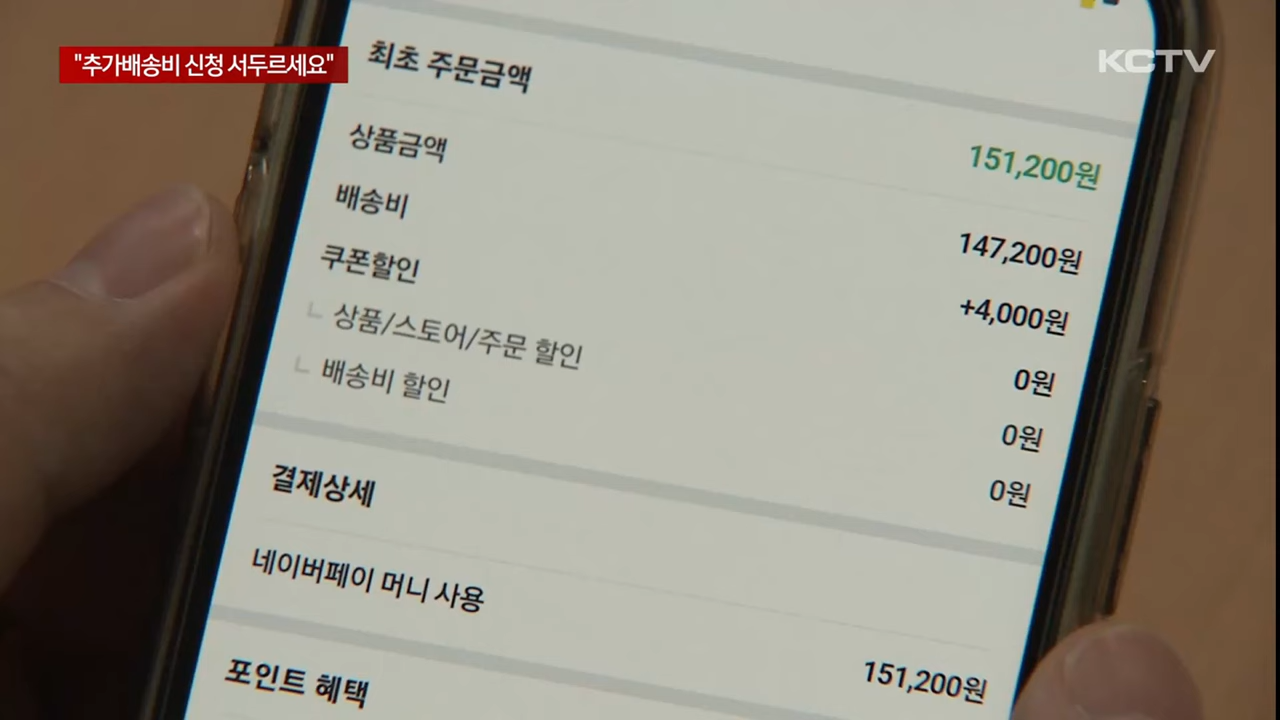 "추가배송비 신청 서두르세요"
KCTV
최초 주문금액 151,200원
상품금액 147,200원
배송비 +4,000원
쿠폰할인 0원
ㄴ 상품/스토어/주문 할인 0원
ㄴ 배송비 할인 0원
결제상세
네이버페이 머니 사용 151,200원
포인트 혜택